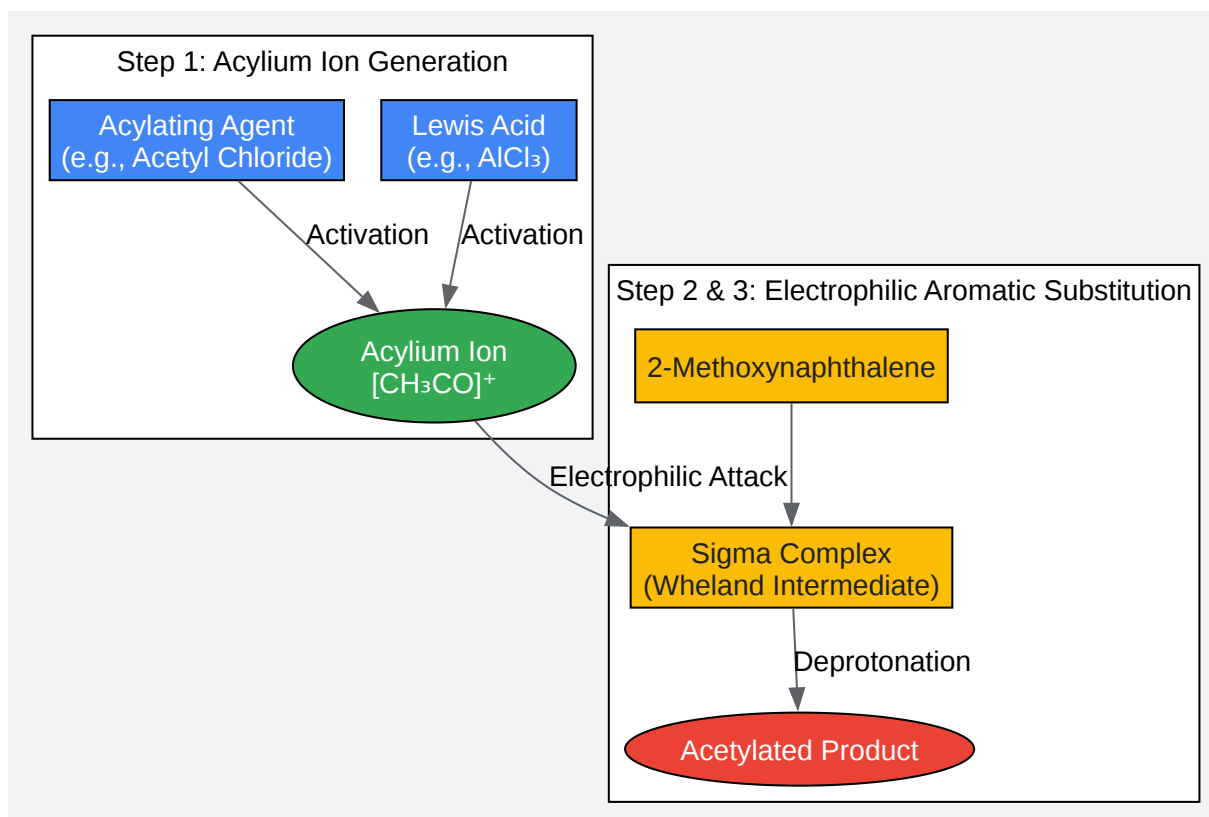 Step 1: Acylium Ion Generation
Acylating Agent
(e.g., Acetyl Chloride)
Lewis Acid
(e.g., AlCl₃)
Activation
Activation
Acylium Ion
[CH₃CO]⁺
Step 2 & 3: Electrophilic Aromatic Substitution
2-Methoxynaphthalene
Electrophilic Attack
Sigma Complex
(Wheland Intermediate)
Deprotonation
Acetylated Product